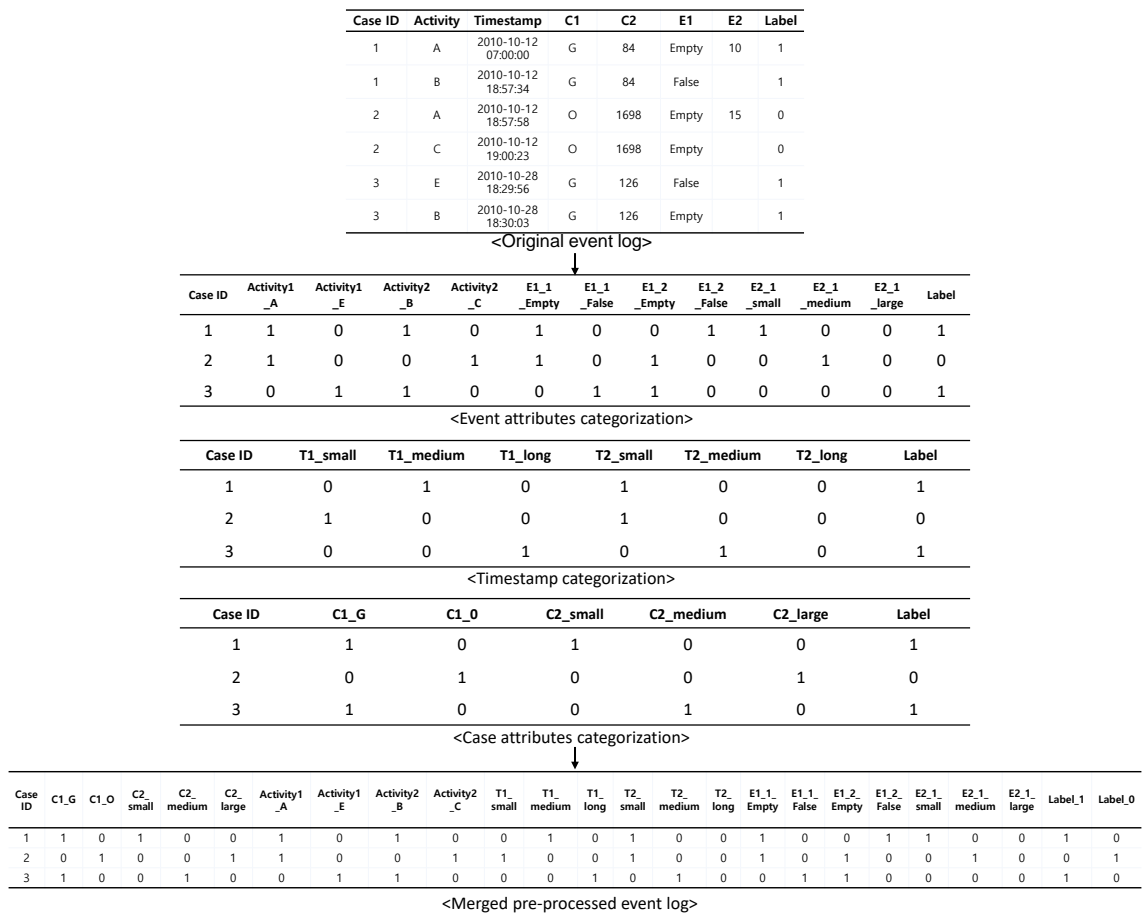 Case ID Activity Timestamp C1 C2 E1 E2 Label
1 A 2010-10-12 07:00:00 G 84 Empty 10 1
1 B 2010-10-12 18:57:34 G 84 False 1
2 A 2010-10-12 18:57:58 O 1698 Empty 15 0
2 C 2010-10-12 19:00:23 O 1698 Empty 0
3 E 2010-10-28 18:29:56 G 126 False 1
3 B 2010-10-28 18:30:03 G 126 Empty 1
<Original event log>
Case ID Activity1_A Activity1_E Activity2_B Activity2_C E1_1_Empty E1_1_False E1_2_Empty E1_2_False E2_1_small E2_1_medium E2_1_large Label
1 1 0 1 0 1 0 0 1 1 0 0 1
2 1 0 0 1 1 0 1 0 0 1 0 0
3 0 1 1 0 0 1 1 0 0 0 0 1
<Event attributes categorization>
Case ID T1_small T1_medium T1_long T2_small T2_medium T2_long Label
1 0 1 0 1 0 0 1
2 1 0 0 1 0 0 0
3 0 0 1 0 1 0 1
<Timestamp categorization>
Case ID C1_G C1_0 C2_small C2_medium C2_large Label
1 1 0 1 0 0 1
2 0 1 0 0 1 0
3 1 0 0 1 0 1
<Case attributes categorization>
Case ID C1_G C1_O C2_small C2_medium C2_large Activity1_A Activity1_E Activity2_B Activity2_C T1_small T1_medium T1_long T2_small T2_medium T2_long E1_1_Empty E1_1_False E1_2_Empty E1_2_False E2_1_small E2_1_medium E2_1_large Label_1 Label_0
1 1 0 1 0 0 1 0 1 0 0 1 0 1 0 0 1 0 0 1 1 0 0 1 0
2 0 1 0 0 1 1 0 0 1 1 0 0 1 0 0 1 0 1 0 0 1 0 0 1
3 1 0 0 1 0 0 1 1 0 0 0 1 0 1 0 0 1 1 0 0 0 0 1 0
<Merged pre-processed event log>